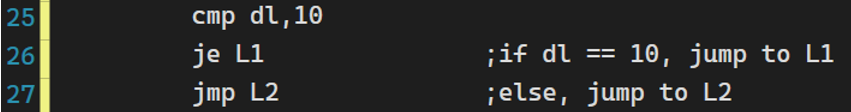 25 cmp dl,10
26 je L1 ;if dl == 10, jump to L1
27 jmp L2 ;else, jump to L2